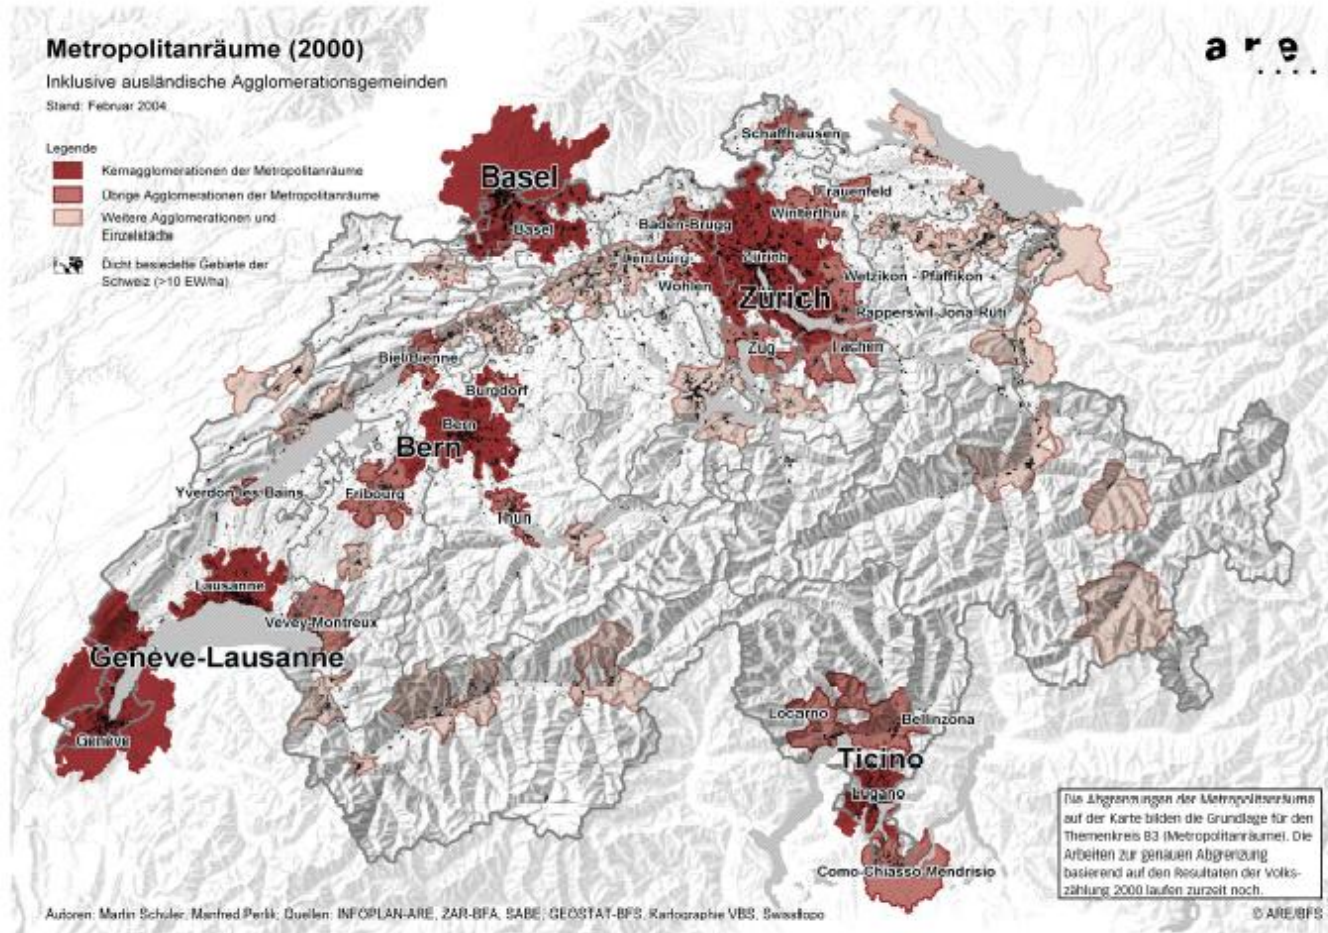 Metropolitanräume (2000)
Inklusive ausländische Agglomerationsgemeinden
Stand: Februar 2004
are
Legende
Kernagglomerationen der Metropolitanräume
Übrige Agglomerationen der Metropolitanräume
Weitere Agglomerationen und
Einzelstädte
Dicht besiedelte Gebiete der
Schweiz (>10 EW/ha)
Schaffhausen
Basel
Frauenfeld
Winterthur
Basel
Baden-Brugg
Lenzburg
Zürich
Wetzikon - Pfäffikon
Wohlen
Zürich
Rapperswil-Jona-Rüti
Zug
Lachen
Biel/Bienne
Burgdorf
Bern
Bern
Yverdon-les-Bains
Fribourg
Thun
Lausanne
Vevey-Montreux
Genève-Lausanne
Genève
Locarno
Bellinzona
Ticino
Lugano
Como-Chiasso-Mendrisio
Die Abgrenzungen der Metropolitanräume
auf der Karte bilden die Grundlage für den
Themenkreis B3 (Metropolitanräume). Die
Arbeiten zur genauen Abgrenzung
basierend auf den Resultaten der Volks-
zählung 2000 laufen zurzeit noch.
Autoren: Martin Schuler, Manfred Perlik; Quellen: INFOPLAN-ARE, ZAR-BFA, SABE, GEOSTAT-BFS, Kartographie VBS, Swisstopo
© ARE/BFS